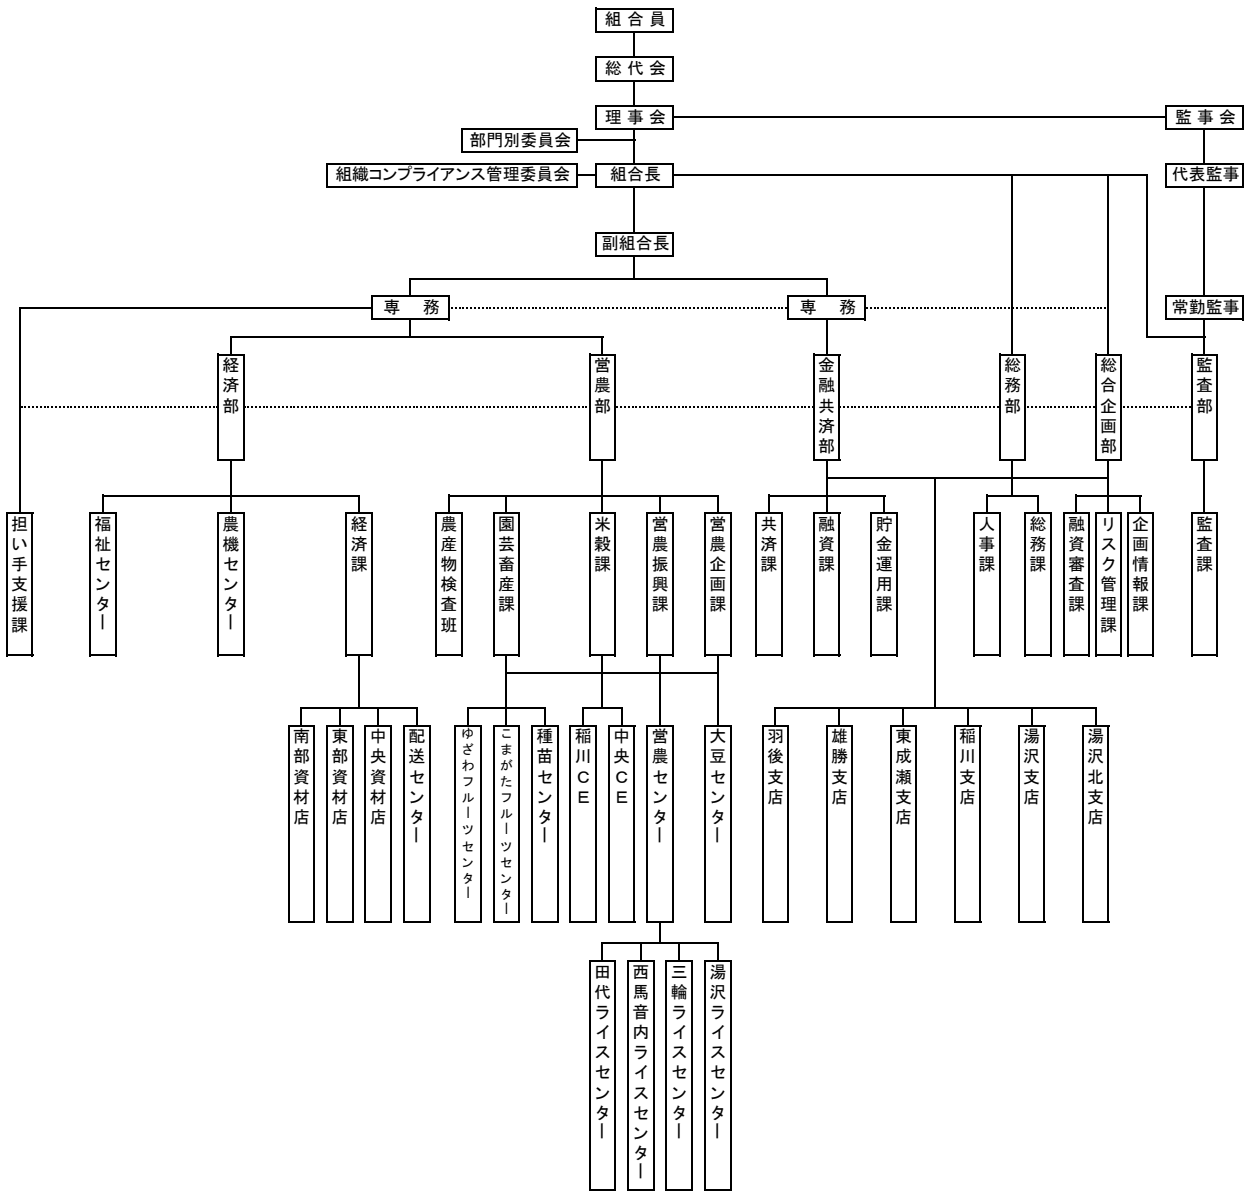 組合員
総代会
理事会
監事会
部門別委員会
組織コンプライアンス管理委員会
組合長
代表監事
副組合長
専務
専務
常勤監事
経済部
営農部
金融共済部
総務部
総合企画部
監査部
担い手支援課
福祉センター
農機センター
経済課
農産物検査班
園芸畜産課
米穀課
営農振興課
営農企画課
共済課
融資課
貯金運用課
人事課
総務課
融資審査課
リスク管理課
企画情報課
監査課
南部資材店
東部資材店
中央資材店
配送センター
ゆざわフルーツセンター
こまがたフルーツセンター
種苗センター
稲川CE
中央CE
営農センター
大豆センター
羽後支店
雄勝支店
東成瀬支店
稲川支店
湯沢支店
湯沢北支店
田代ライスセンター
西馬音内ライスセンター
三輪ライスセンター
湯沢ライスセンター